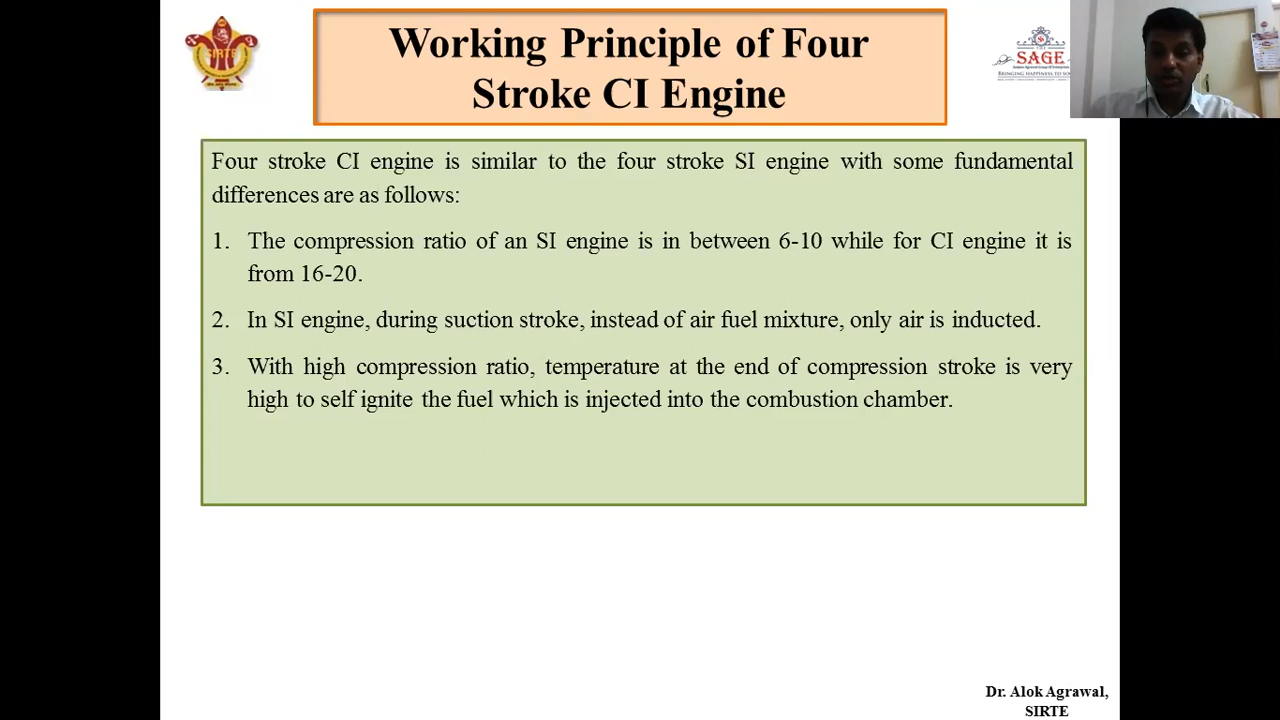 Working Principle of Four
Stroke CI Engine
SIRTE
SAGE
Four stroke CI engine is similar to the four stroke SI engine with some fundamental
differences are as follows:
1. The compression ratio of an SI engine is in between 6-10 while for CI engine it is
from 16-20.
2. In SI engine, during suction stroke, instead of air fuel mixture, only air is inducted.
3. With high compression ratio, temperature at the end of compression stroke is very
high to self ignite the fuel which is injected into the combustion chamber.
Dr. Alok Agrawal,
SIRTE